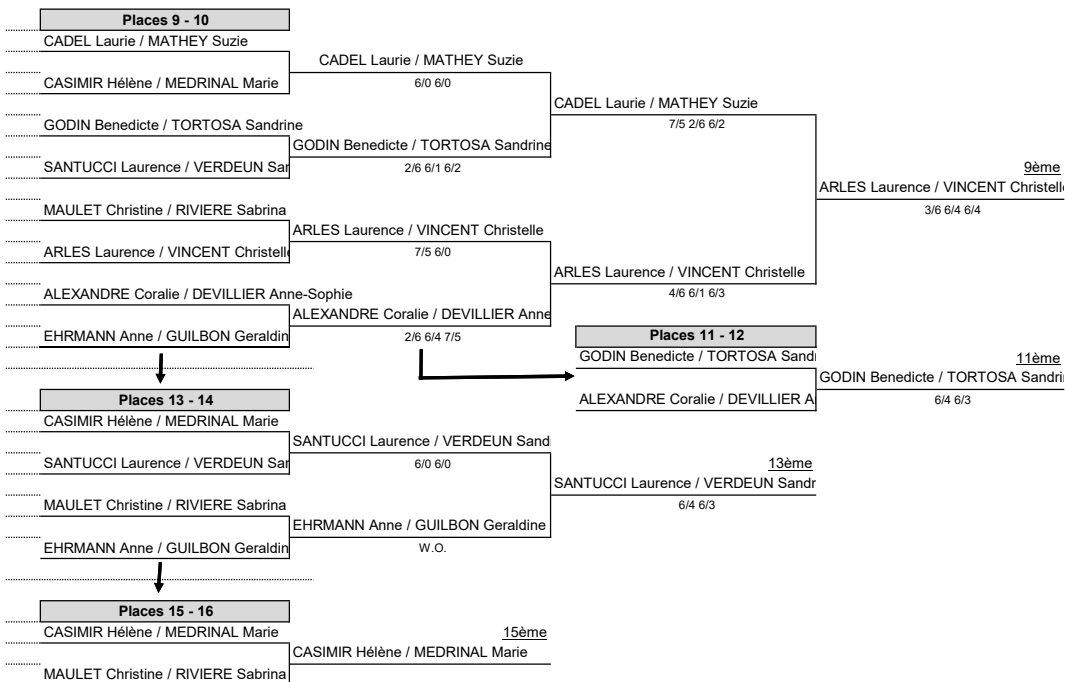 Places 9 - 10
CADEL Laurie / MATHEY Suzie
CADEL Laurie / MATHEY Suzie
CASIMIR Hélène / MEDRINAL Marie
6/0 6/0
CADEL Laurie / MATHEY Suzie
GODIN Benedicte / TORTOSA Sandrine
7/5 2/6 6/2
GODIN Benedicte / TORTOSA Sandrine
SANTUCCI Laurence / VERDEUN Sar
2/6 6/1 6/2
9ème
ARLES Laurence / VINCENT Christelle
MAULET Christine / RIVIERE Sabrina
3/6 6/4 6/4
ARLES Laurence / VINCENT Christelle
ARLES Laurence / VINCENT Christelle
7/5 6/0
ARLES Laurence / VINCENT Christelle
ALEXANDRE Coralie / DEVILLIER Anne-Sophie
4/6 6/1 6/3
ALEXANDRE Coralie / DEVILLIER Anne
EHRMANN Anne / GUILBON Geraldin
2/6 6/4 7/5
Places 11 - 12
GODIN Benedicte / TORTOSA Sand
11ème
GODIN Benedicte / TORTOSA Sandri
ALEXANDRE Coralie / DEVILLIER A
6/4 6/3
Places 13 - 14
CASIMIR Hélène / MEDRINAL Marie
SANTUCCI Laurence / VERDEUN Sand
SANTUCCI Laurence / VERDEUN Sar
6/0 6/0
13ème
SANTUCCI Laurence / VERDEUN Sandr
MAULET Christine / RIVIERE Sabrina
6/4 6/3
EHRMANN Anne / GUILBON Geraldine
EHRMANN Anne / GUILBON Geraldin
W.O.
Places 15 - 16
CASIMIR Hélène / MEDRINAL Marie
15ème
CASIMIR Hélène / MEDRINAL Marie
MAULET Christine / RIVIERE Sabrina